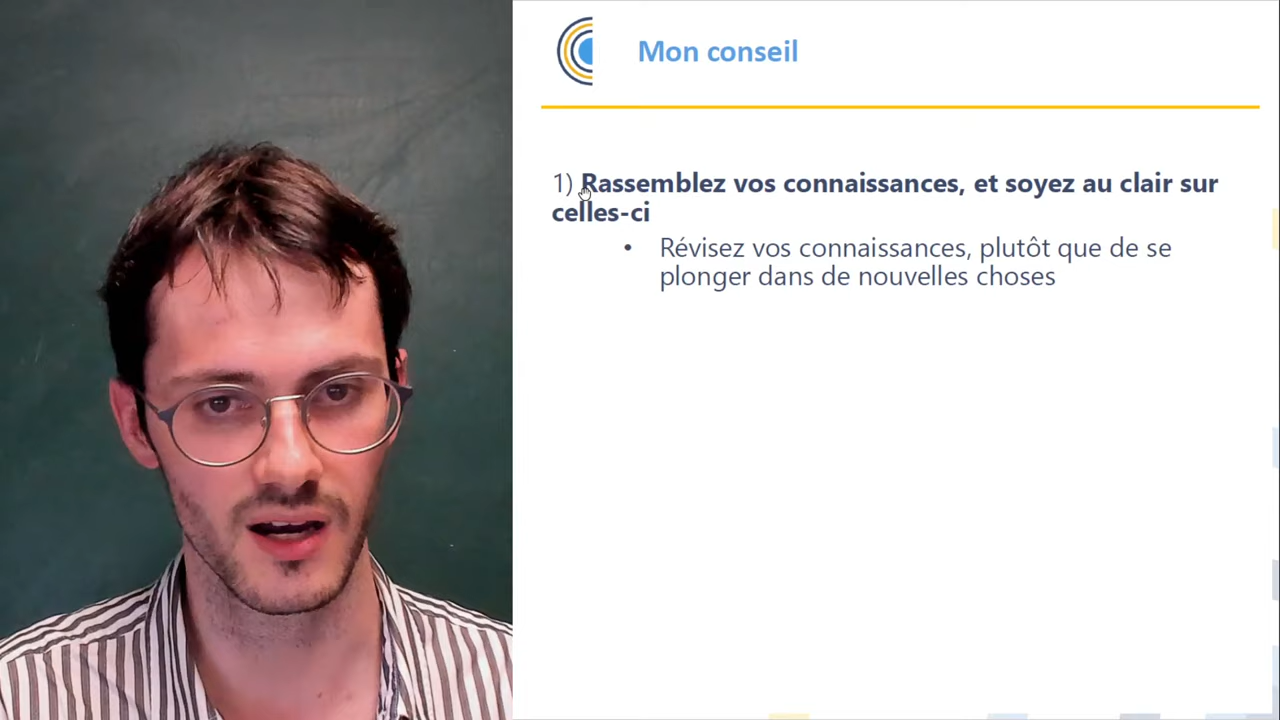 Mon conseil
1) Rassemblez vos connaissances, et soyez au clair sur
celles-ci
• Révisez vos connaissances, plutôt que de se
plonger dans de nouvelles choses